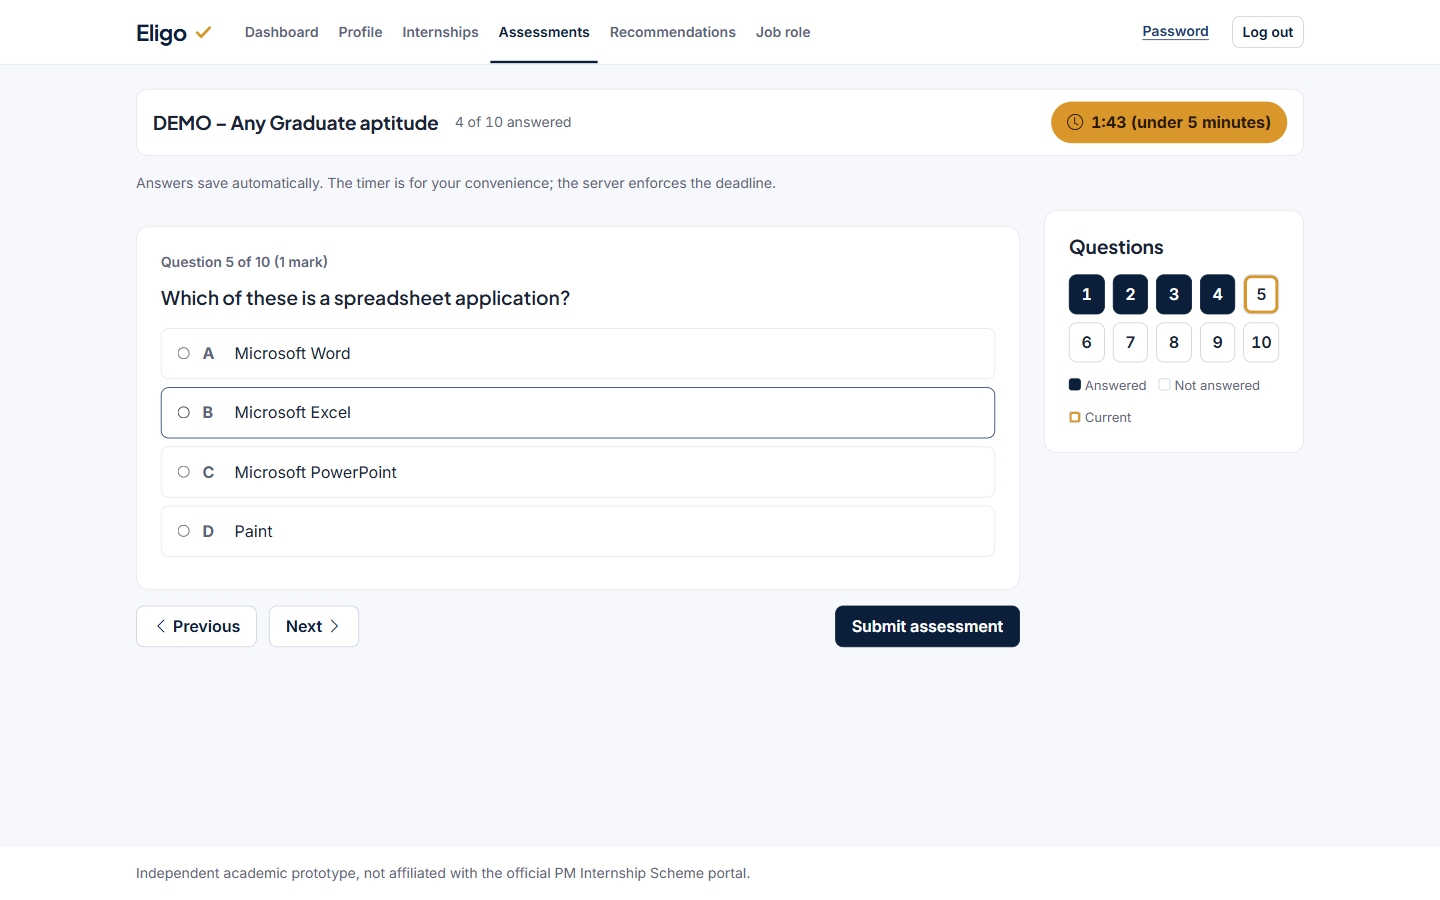 Eligo
Dashboard Profile Internships Assessments Recommendations Job role Password Log out
DEMO – Any Graduate aptitude 4 of 10 answered 1:43 (under 5 minutes)
Answers save automatically. The timer is for your convenience; the server enforces the deadline.
Question 5 of 10 (1 mark)
Which of these is a spreadsheet application?
A Microsoft Word
B Microsoft Excel
C Microsoft PowerPoint
D Paint
Previous Next Submit assessment
Questions
1 2 3 4 5
6 7 8 9 10
Answered Not answered
Current
Independent academic prototype, not affiliated with the official PM Internship Scheme portal.